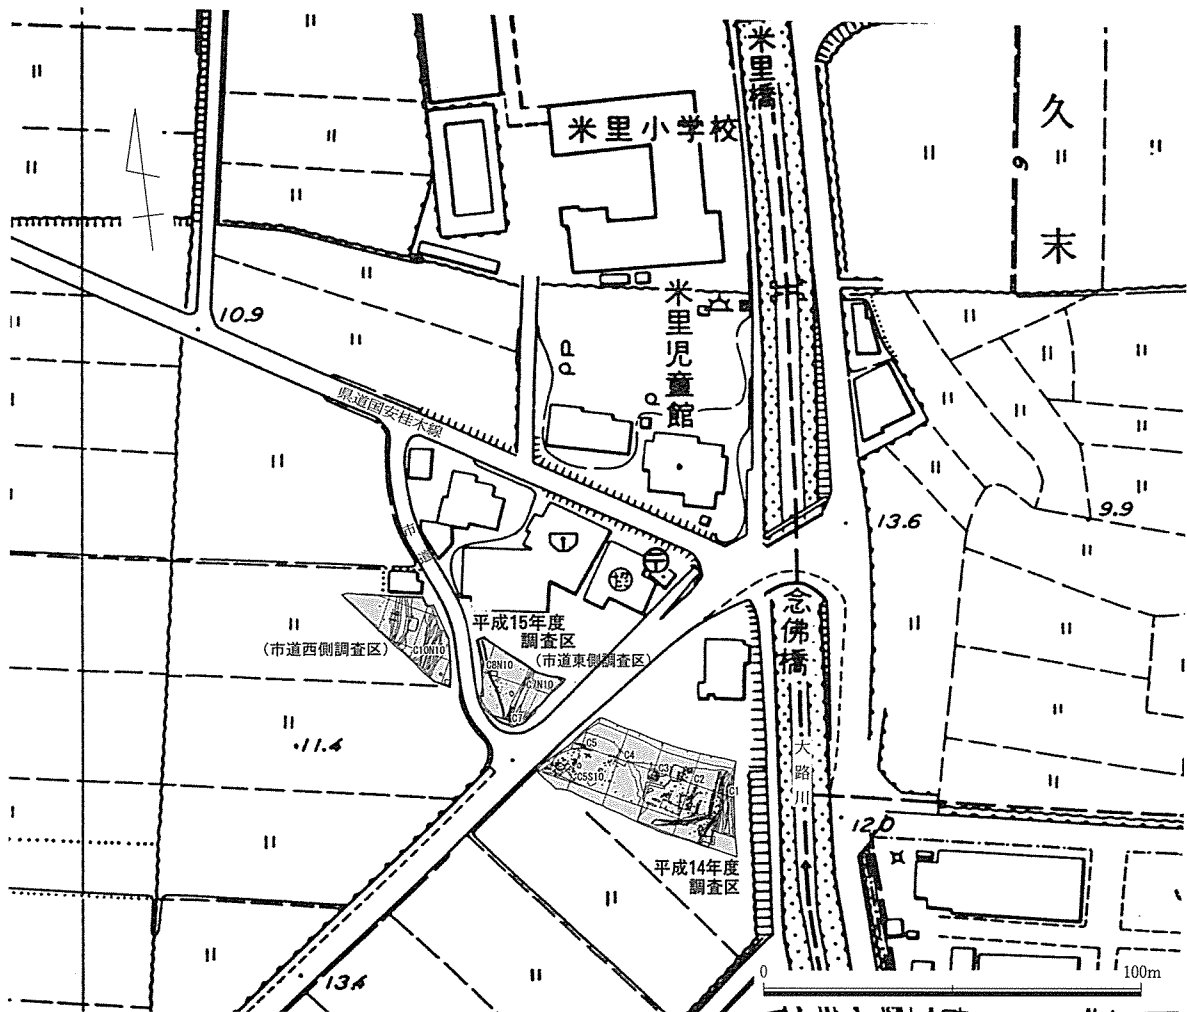 米里橋
米里小学校
久末
9
10.9
米里児童館
県道国安桂木線
市道
13.6
9.9
念佛橋
平成15年度
調査区
(市道西側調査区)
(市道東側調査区)
C10N10
C8N10
C7N10
C7
11.4
C5
C4
C5S10
C3
C2
C1
大路川
12.0
平成14年度
調査区
13.4
0
100m